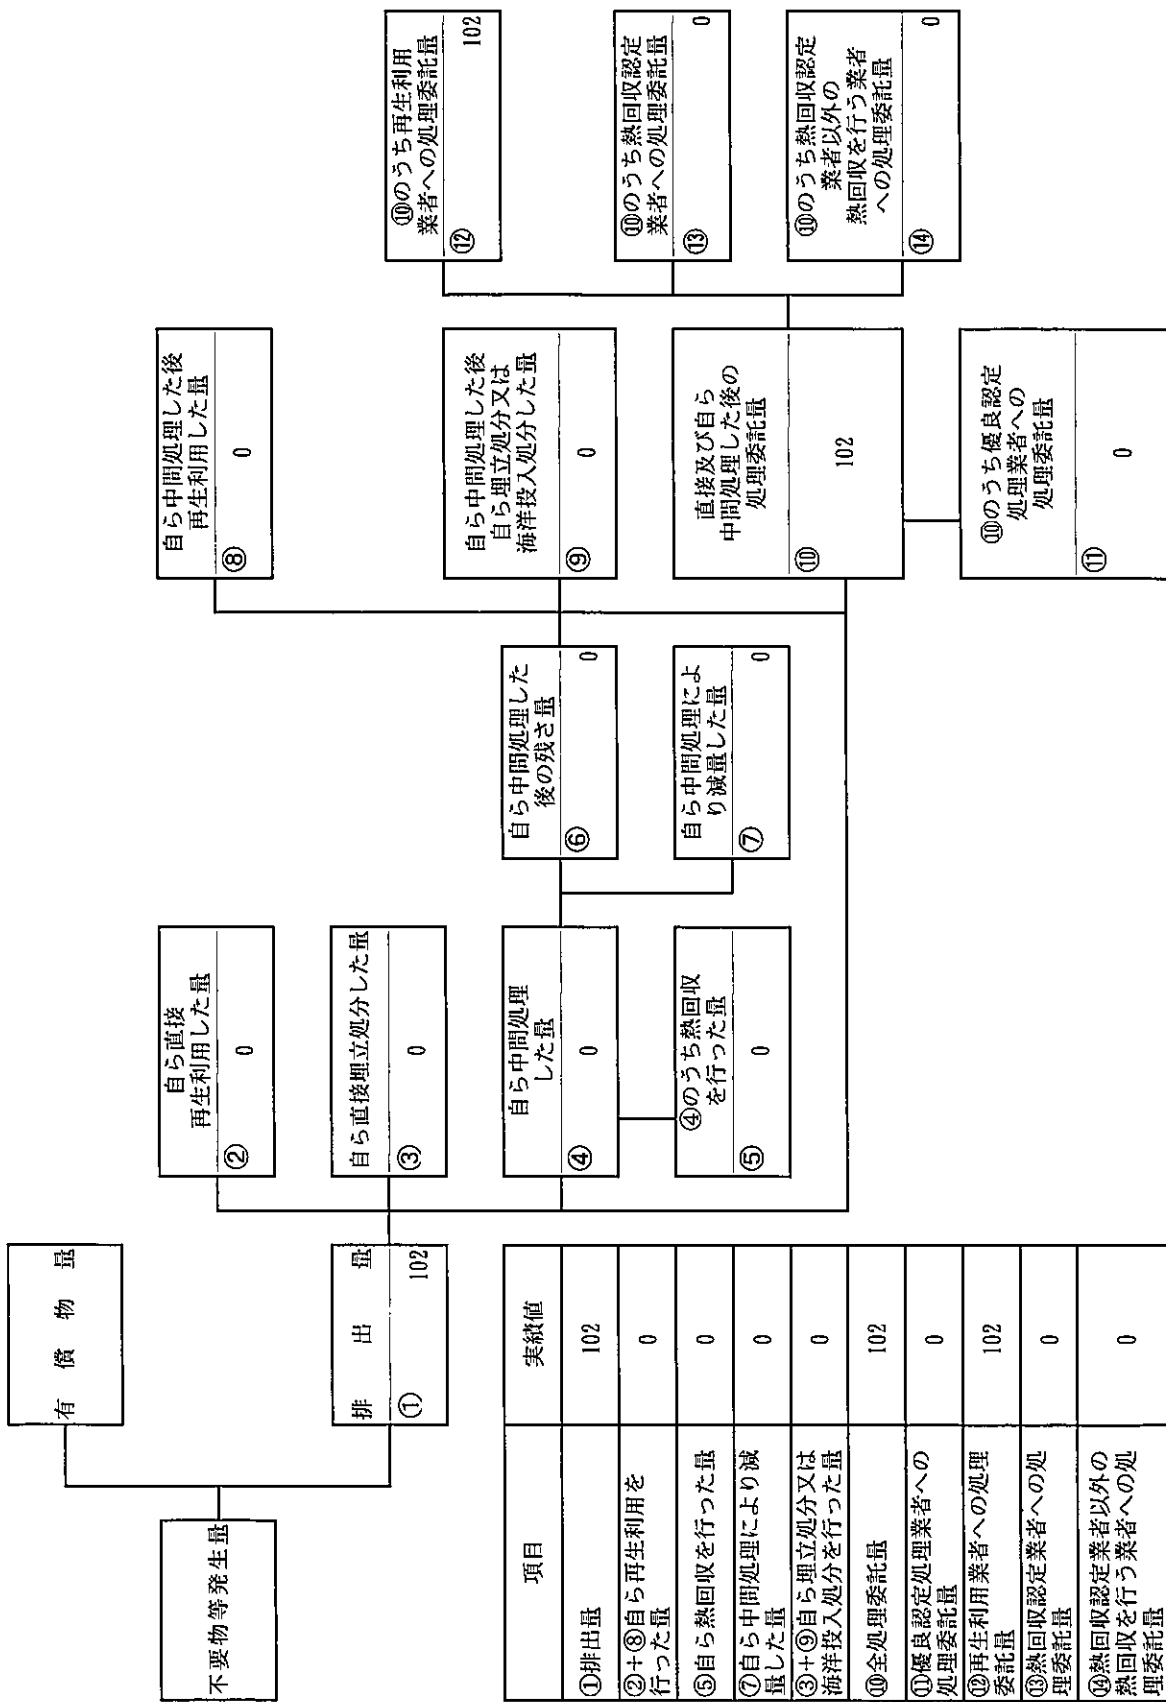 不要物等発生量
有償物量
排出量
①
102
自ら直接
再生利用した量
②
0
自ら直接埋立処分した量
③
0
自ら中間処理
した量
④
0
④のうち熱回収
を行った量
⑤
0
自ら中間処理した
後の残さ量
⑥
0
自ら中間処理によ
り減量した量
⑦
0
自ら中間処理した後
再生利用した量
⑧
0
自ら中間処理した後
自ら埋立処分又は
海洋投入処分した量
⑨
0
直接及び自ら
中間処理した後の
処理委託量
⑩
102
⑩のうち優良認定
処理業者への
処理委託量
⑪
0
⑩のうち再生利用
業者への処理委託量
⑫
102
⑩のうち熱回収認定
業者への処理委託量
⑬
0
⑩のうち熱回収認定
業者以外の
熱回収を行う業者
への処理委託量
⑭
0
項目 実績値
①排出量 102
②+⑧自ら再生利用を
行った量 0
⑤自ら熱回収を行った量 0
⑦自ら中間処理により減
量した量 0
③+⑨自ら埋立処分又は
海洋投入処分を行った量 0
⑩全処理委託量 102
⑪優良認定処理業者への
処理委託量 0
⑫再生利用業者への処理
委託量 102
⑬熱回収認定業者への処
理委託量 0
⑭熱回収認定業者以外の
熱回収を行う業者への処
理委託量 0